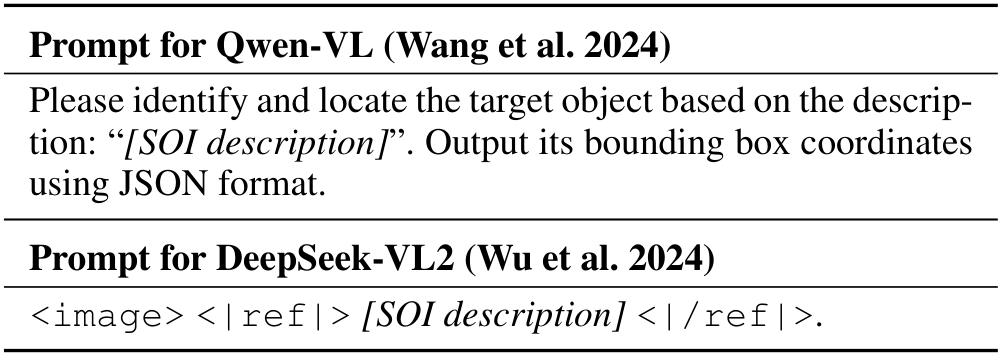 Prompt for Qwen-VL (Wang et al. 2024)
Please identify and locate the target object based on the descrip-
tion: “[SOI description]”. Output its bounding box coordinates
using JSON format.
Prompt for DeepSeek-VL2 (Wu et al. 2024)
<image> <|ref|> [SOI description] <|/ref|>.